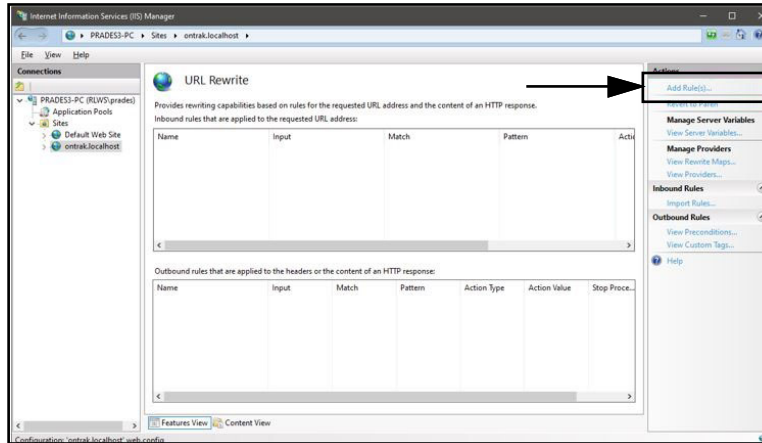 Internet Information Services (IIS) Manager
PRADES3-PC Sites ontrak.localhost
File View Help
Connections
PRADES3-PC (RLWS\prades)
Application Pools
Sites
Default Web Site
ontrak.localhost
URL Rewrite
Provides rewriting capabilities based on rules for the requested URL address and the content of an HTTP response.
Inbound rules that are applied to the requested URL address:
Name Input Match Pattern
Outbound rules that are applied to the headers or the content of an HTTP response:
Name Input Match Pattern Action Type Action Value Stop Proce...
Features View Content View
Actions
Add Rule(s)...
Revert to Parent
Manage Server Variables
View Server Variables...
Manage Providers
View Rewrite Maps...
View Providers...
Inbound Rules
Import Rules...
Outbound Rules
View Preconditions...
View Custom Tags...
Help
Configuration: 'ontrak.localhost' web.config